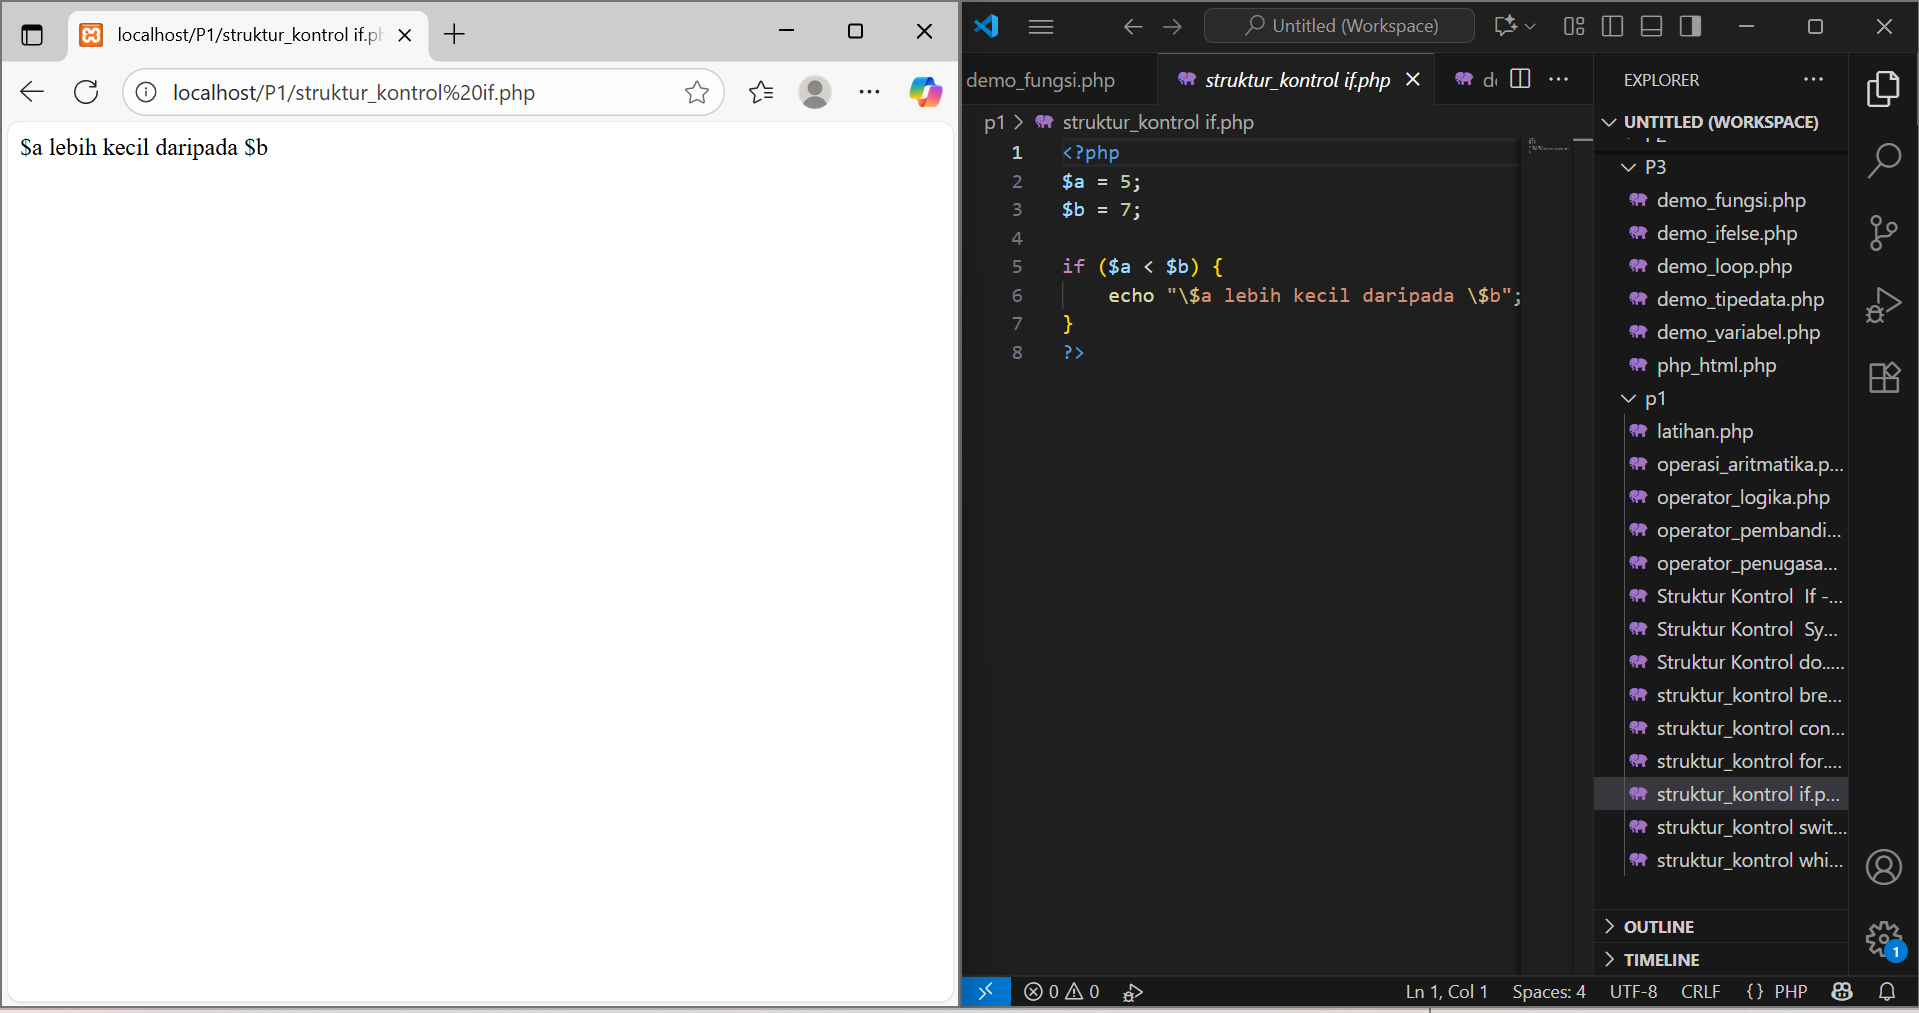 localhost/P1/struktur_kontrol if.ph
localhost/P1/struktur_kontrol%20if.php
$a lebih kecil daripada $b
Untitled (Workspace)
demo_fungsi.php
struktur_kontrol if.php
de
p1 > struktur_kontrol if.php
1 <?php
2 $a = 5;
3 $b = 7;
4
5 if ($a < $b) {
6 echo "\$a lebih kecil daripada \$b";
7 }
8 ?>
EXPLORER
UNTITLED (WORKSPACE)
P3
demo_fungsi.php
demo_ifelse.php
demo_loop.php
demo_tipedata.php
demo_variabel.php
php_html.php
p1
latihan.php
operasi_aritmatika.p...
operator_logika.php
operator_pembandi...
operator_penugasa...
Struktur Kontrol  If -...
Struktur Kontrol  Sy...
Struktur Kontrol do....
struktur_kontrol bre...
struktur_kontrol con...
struktur_kontrol for....
struktur_kontrol if.p...
struktur_kontrol swit...
struktur_kontrol whi...
OUTLINE
TIMELINE
1
0 0
Ln 1, Col 1
Spaces: 4
UTF-8
CRLF
{} PHP